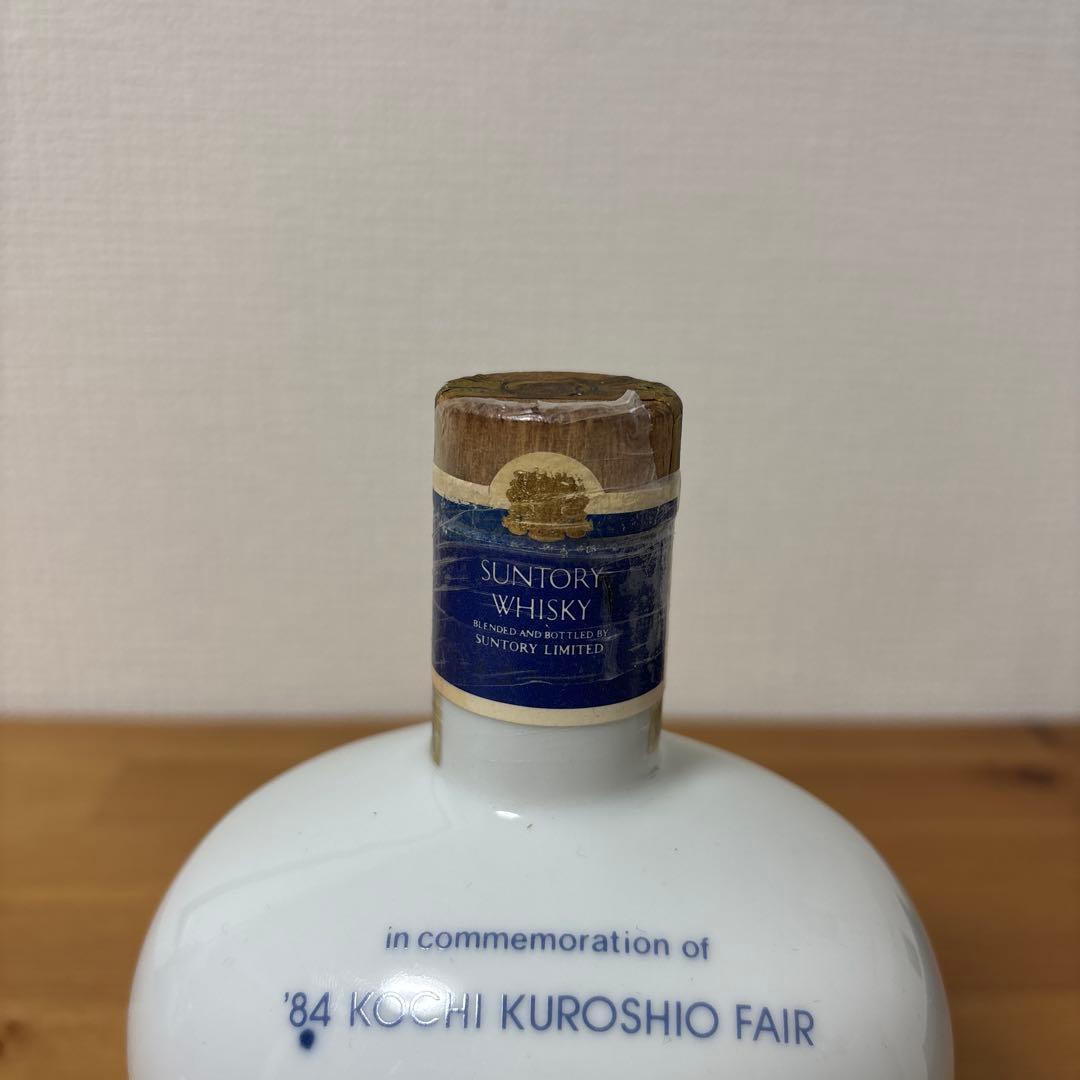 SUNTORY
WHISKY
BLENDED AND BOTTLED BY
SUNTORY LIMITED
in commemoration of
'84 KOCHI KUROSHIO FAIR